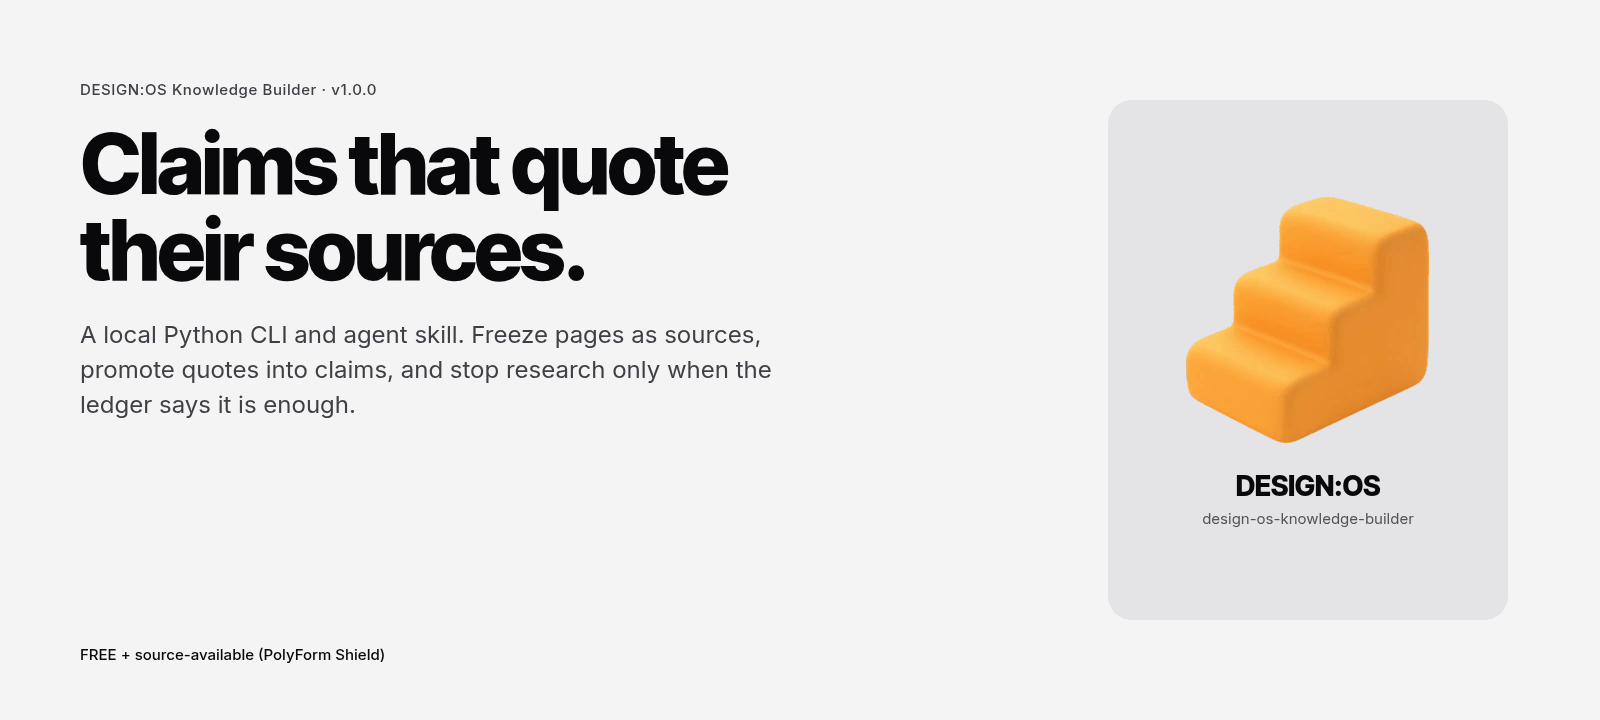 DESIGN:OS Knowledge Builder · v1.0.0
Claims that quote
their sources.
A local Python CLI and agent skill. Freeze pages as sources,
promote quotes into claims, and stop research only when the
ledger says it is enough.
FREE + source-available (PolyForm Shield)
DESIGN:OS
design-os-knowledge-builder